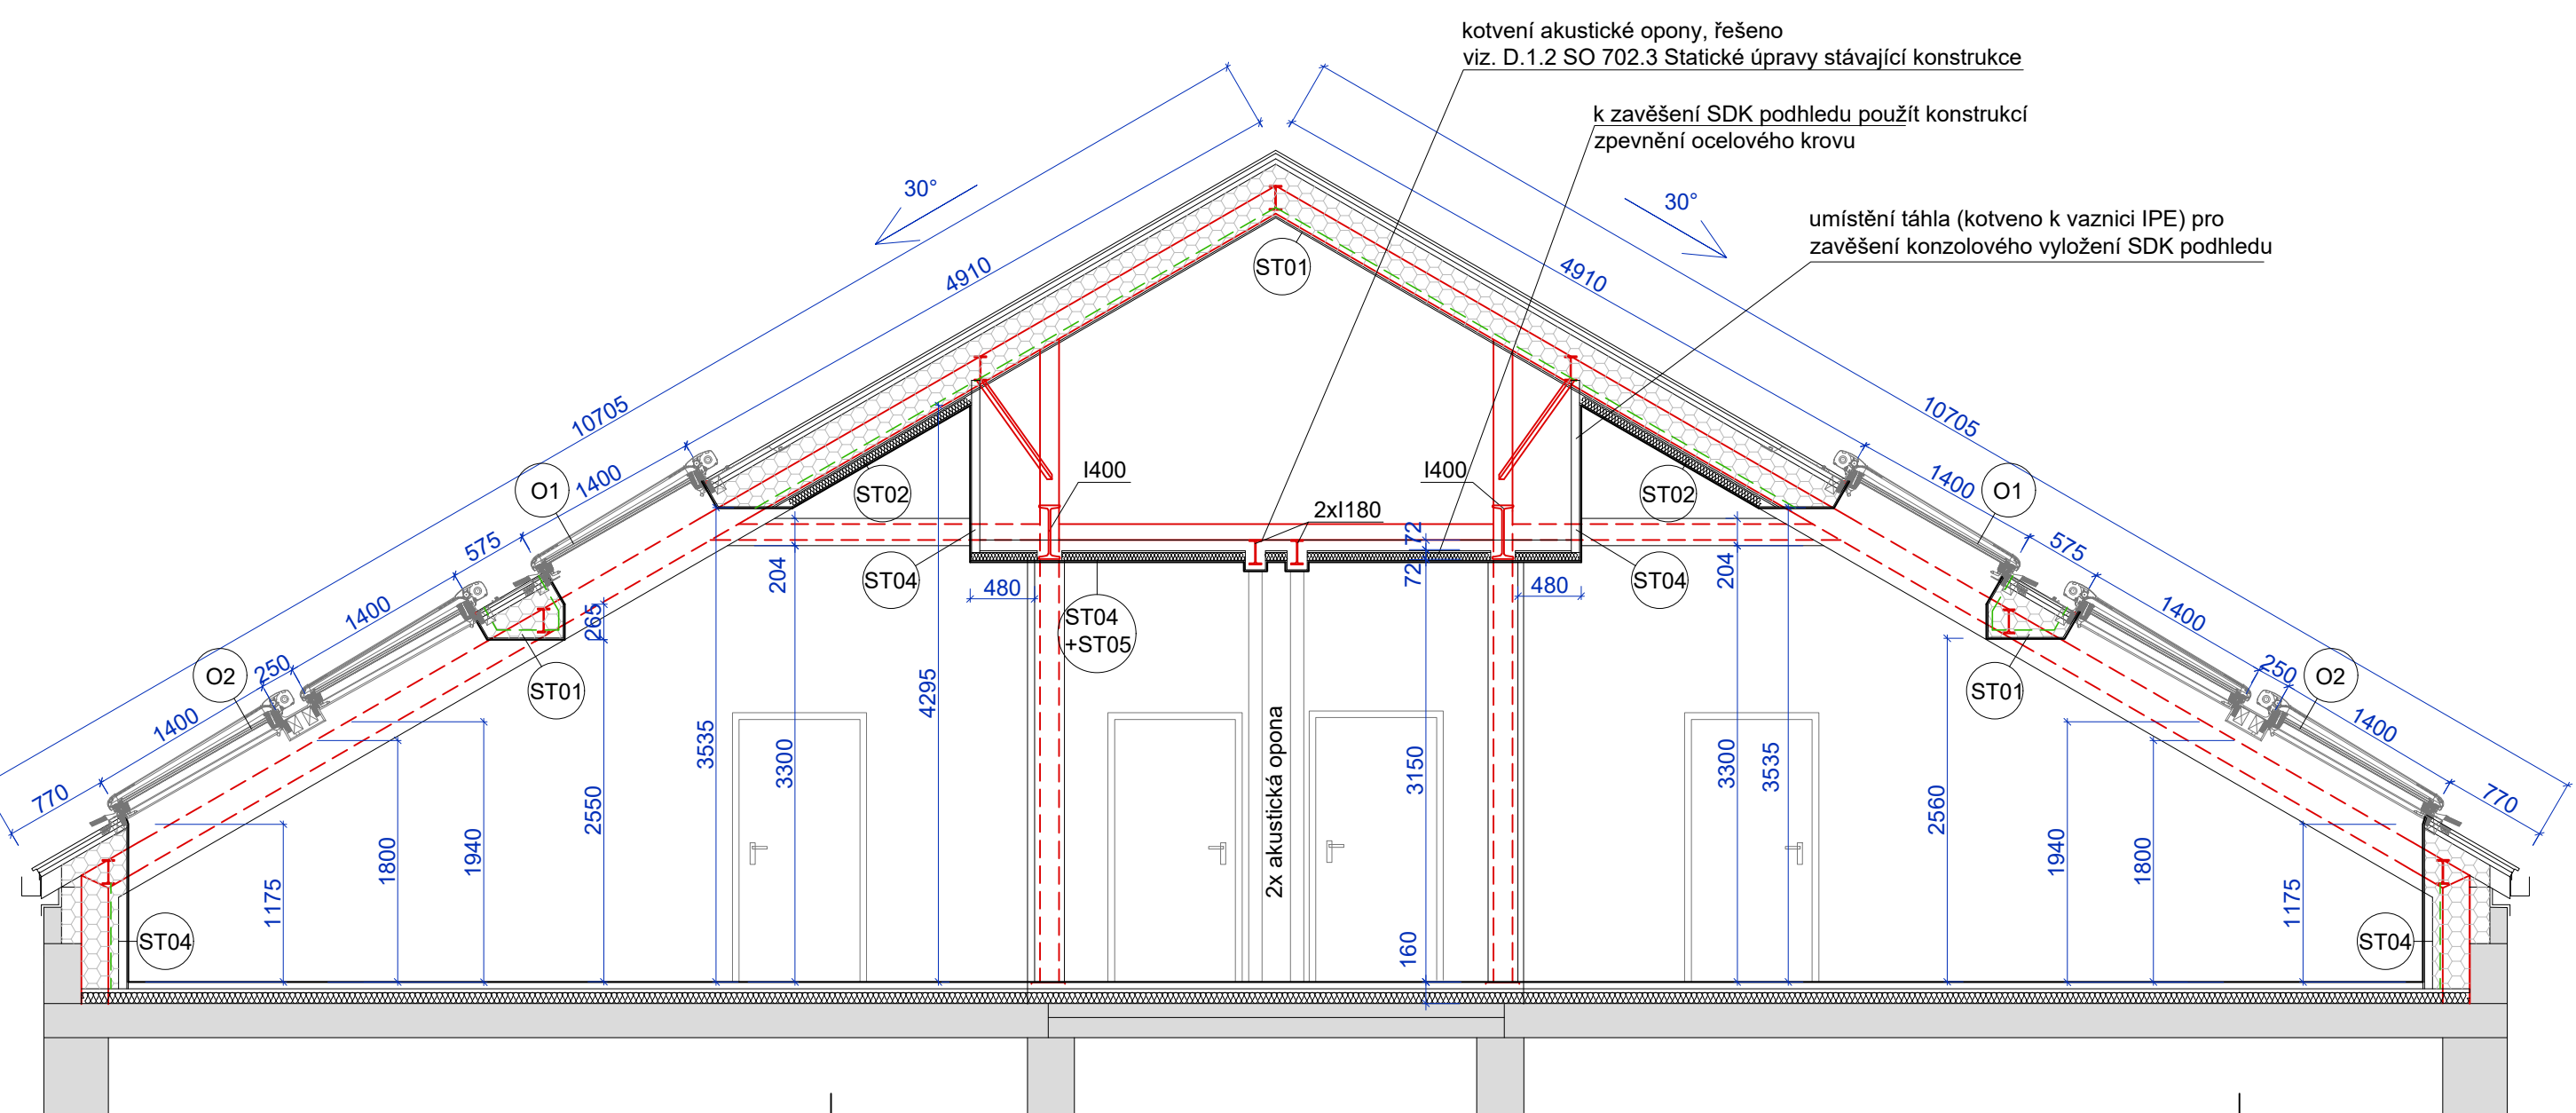 kotvení akustické opony, řešeno
viz. D.1.2 SO 702.3 Statické úpravy stávající konstrukce
k zavěšení SDK podhledu použít konstrukcí
zpevnění ocelového krovu
umístění táhla (kotveno k vaznici IPE) pro
zavěšení konzolového vyložení SDK podhledu
30°
30°
4910
4910
ST01
10705
10705
1400
1400
O1
O1
575
575
ST02
ST02
I400
I400
2xI180
72
72
204
204
ST04
ST04
480
480
ST04
+ST05
1400
1400
265
250
250
O2
O2
ST01
ST01
1400
1400
770
770
4295
3535
3300
2550
1940
1800
1175
2x akustická opona
3150
160
3300
3535
2560
1940
1800
1175
ST04
ST04